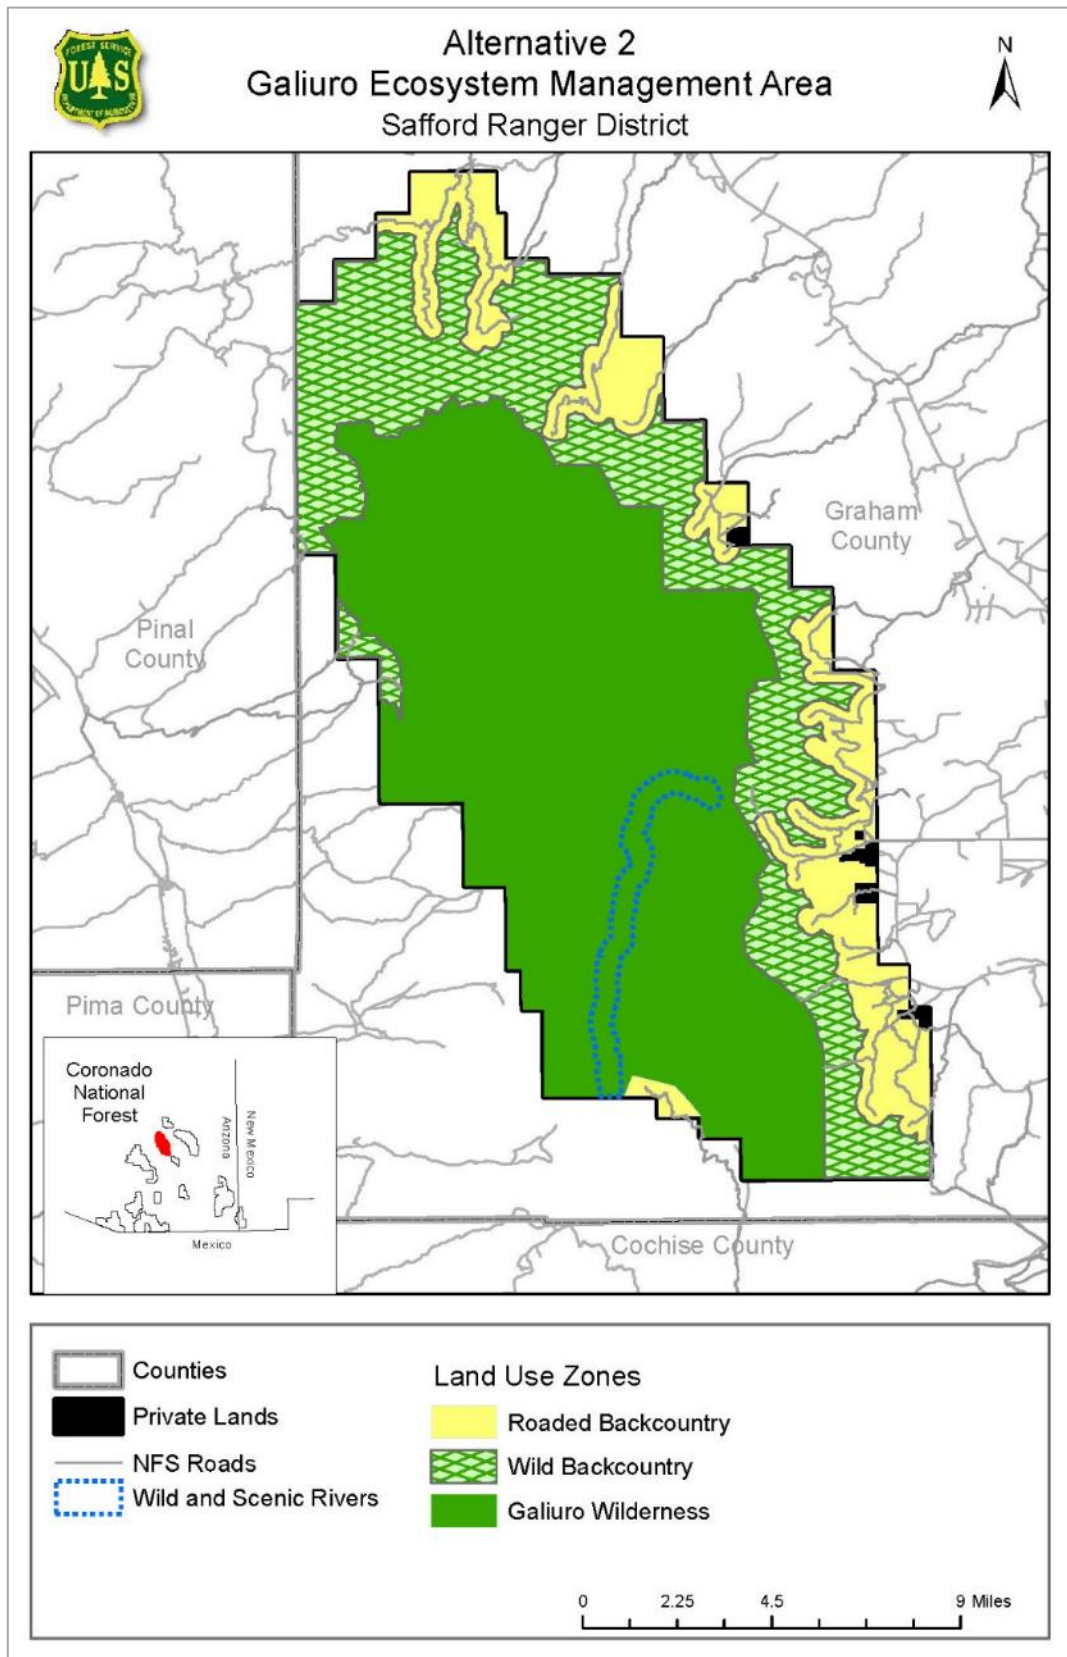 Alternative 2
Galiuro Ecosystem Management Area
Safford Ranger District
FOREST SERVICE
U S
DEPARTMENT OF AGRICULTURE
N
Graham
County
Pinal
County
Pima County
Cochise County
Coronado
National
Forest
Arizona
New Mexico
Mexico
Counties
Private Lands
NFS Roads
Wild and Scenic Rivers
Land Use Zones
Roaded Backcountry
Wild Backcountry
Galiuro Wilderness
0 2.25 4.5 9 Miles